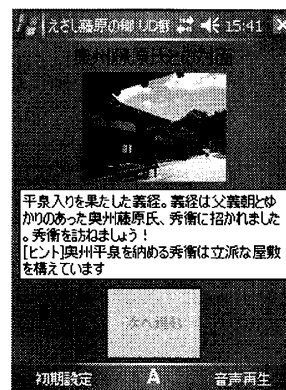 えさし藤原の郷 UD観 15:41
奥州藤原氏との対面
平泉入りを果たした義経。義経は父義朝とゆ
かりのあった奥州藤原氏、秀衡に招かれました
。秀衡を訪ねましょう!
[ヒント]奥州平泉を納める秀衡は立派な屋敷
を構えています
次へ進む
初期設定 A 音声再生